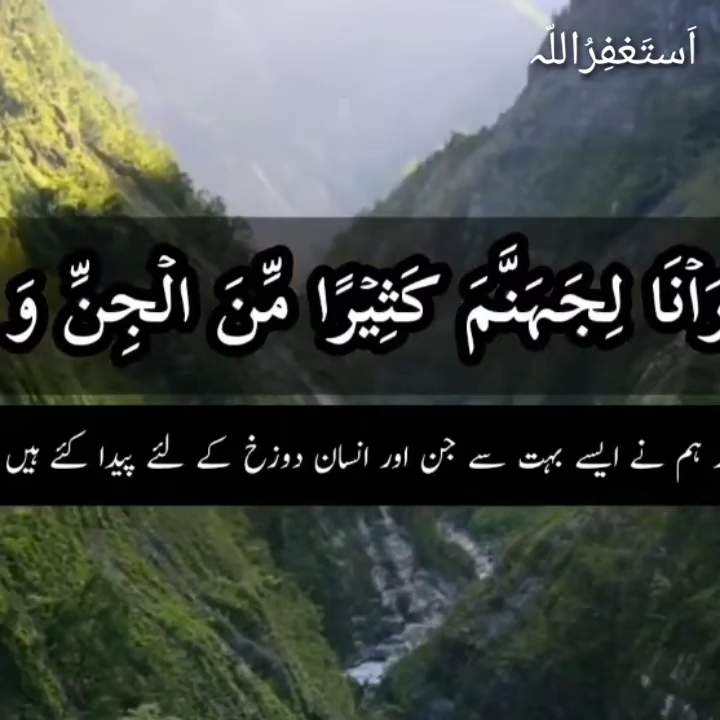 اَستَغفِرُاللّٰہ
رَاۡنَا لِجَہَنَّمَ کَثِیۡرًا مِّنَ الۡجِنِّ وَ
ہم نے ایسے بہت سے جن اور انسان دوزخ کے لئے پیدا کئے ہیں